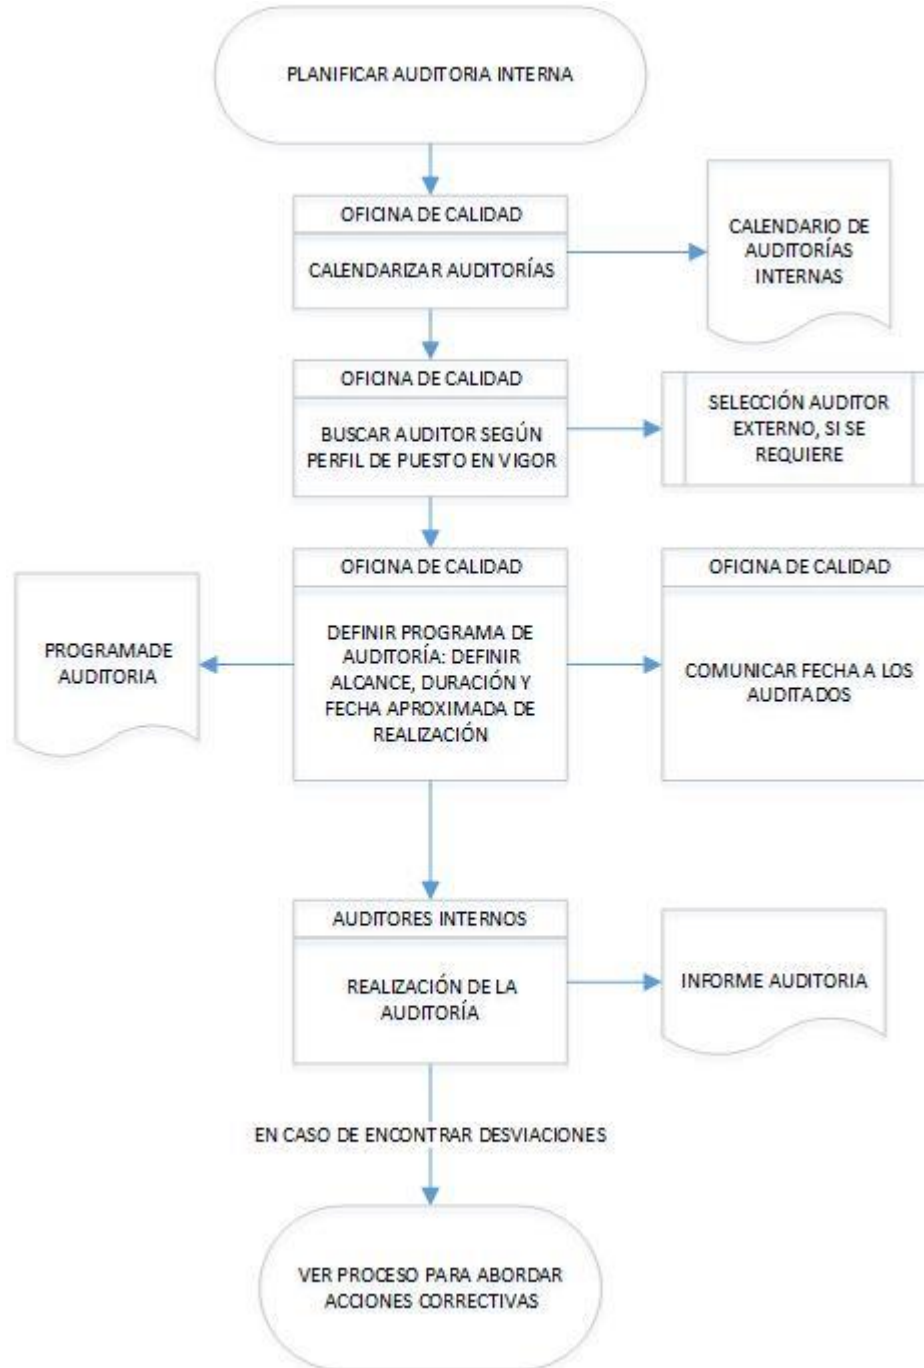 PLANIFICAR AUDITORIA INTERNA
OFICINA DE CALIDAD
CALENDARIZAR AUDITORÍAS
CALENDARIO DE
AUDITORÍAS
INTERNAS
OFICINA DE CALIDAD
BUSCAR AUDITOR SEGÚN
PERFIL DE PUESTO EN VIGOR
SELECCIÓN AUDITOR
EXTERNO, SI SE
REQUIERE
OFICINA DE CALIDAD
DEFINIR PROGRAMA DE
AUDITORÍA: DEFINIR
ALCANCE, DURACIÓN Y
FECHA APROXIMADA DE
REALIZACIÓN
PROGRAMADE
AUDITORIA
OFICINA DE CALIDAD
COMUNICAR FECHA A LOS
AUDITADOS
AUDITORES INTERNOS
REALIZACIÓN DE LA
AUDITORÍA
INFORME AUDITORIA
EN CASO DE ENCONTRAR DESVIACIONES
VER PROCESO PARA ABORDAR
ACCIONES CORRECTIVAS